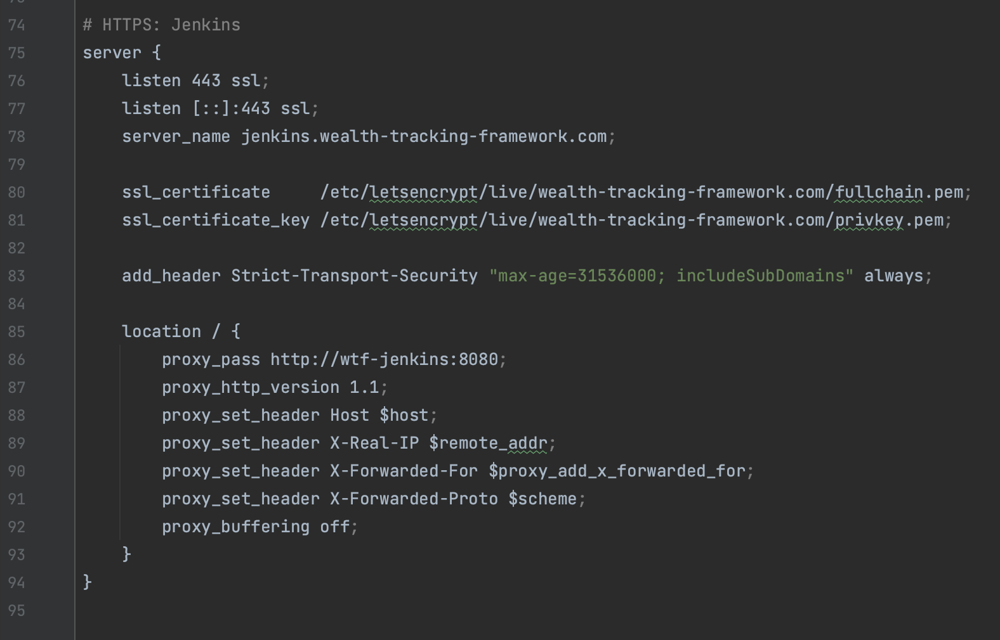 74 # HTTPS: Jenkins
75 server {
76     listen 443 ssl;
77     listen [::]:443 ssl;
78     server_name jenkins.wealth-tracking-framework.com;
79
80     ssl_certificate     /etc/letsencrypt/live/wealth-tracking-framework.com/fullchain.pem;
81     ssl_certificate_key /etc/letsencrypt/live/wealth-tracking-framework.com/privkey.pem;
82
83     add_header Strict-Transport-Security "max-age=31536000; includeSubDomains" always;
84
85     location / {
86         proxy_pass http://wtf-jenkins:8080;
87         proxy_http_version 1.1;
88         proxy_set_header Host $host;
89         proxy_set_header X-Real-IP $remote_addr;
90         proxy_set_header X-Forwarded-For $proxy_add_x_forwarded_for;
91         proxy_set_header X-Forwarded-Proto $scheme;
92         proxy_buffering off;
93     }
94 }
95